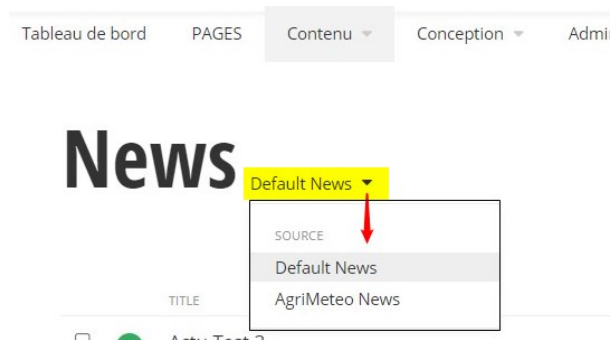 Tableau de bord PAGES Contenu Conception
News Default News
SOURCE
Default News
TITLE AgriMeteo News